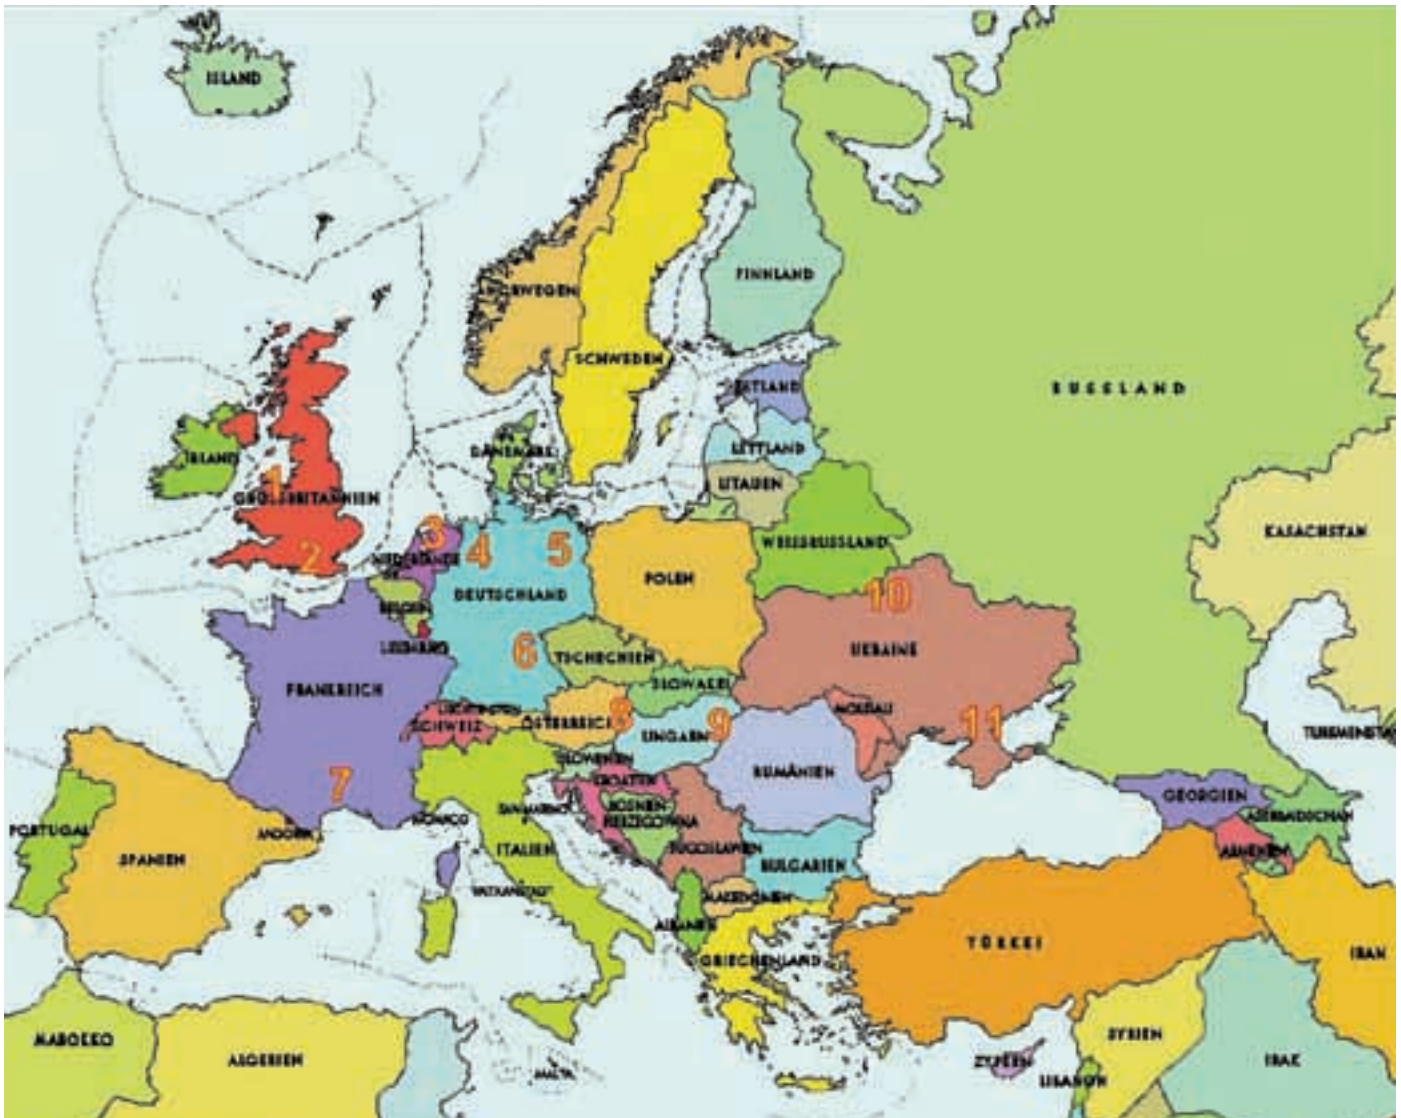 ISLAND
FINNLAND
NORWEGEN
SCHWEDEN
RUSSLAND
ESTLAND
LETTLAND
LITAUEN
DÄNEMARK
IRLAND
1
GROSSBRITANNIEN
2
3
4
5
NIEDERLANDE
KASACHSTAN
WEISSRUSSLAND
POLEN
DEUTSCHLAND
10
BELGIEN
6
UKRAINE
TSCHECHIEN
SLOWAKEI
FRANKREICH
LIECHTENSTEIN
SCHWEIZ
ÖSTERREICH
8
9
UNGARN
MOLDAU
11
TURKMENISTAN
SLOWENIEN
KROATIEN
RUMÄNIEN
7
GEORGIEN
ASERBAIDSCHAN
SAN MARINO
BOSNIEN
HERZEGOWINA
MONACO
PORTUGAL
ANDORRA
SPANIEN
ITALIEN
JUGOSLAWIEN
BULGARIEN
ARMENIEN
VATIKANSTADT
MAKEDONIEN
ALBANIEN
TÜRKEI
IRAN
GRIECHENLAND
MAROKKO
ALGERIEN
MALTA
ZYPERN
SYRIEN
LIBANON
IRAK